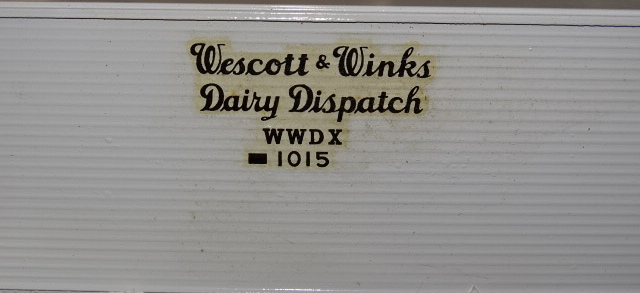 Wescott & Winks
Dairy Dispatch
WWDX
1015